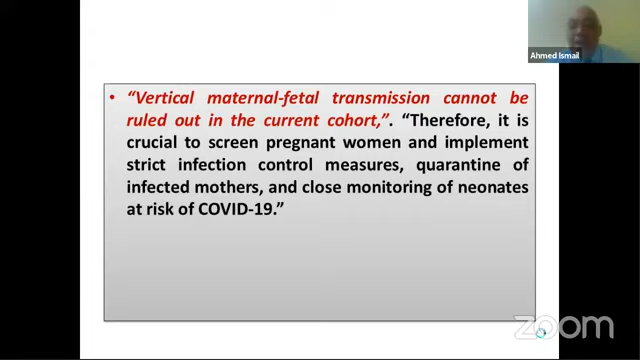 Ahmed Ismail
• “Vertical maternal-fetal transmission cannot be
ruled out in the current cohort,”. “Therefore, it is
crucial to screen pregnant women and implement
strict infection control measures, quarantine of
infected mothers, and close monitoring of neonates
at risk of COVID-19.”
zoom